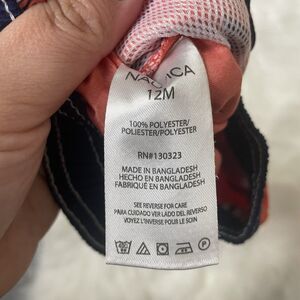 NAUTICA
12M
100% POLYESTER/
POLIESTER/POLYESTER
RN#130323
MADE IN BANGLADESH
HECHO EN BANGLADESH
FABRIQUÉ EN BANGLADESH
SEE REVERSE FOR CARE
PARA CUIDADO VER LADO DEL REVERSO
VOYEZ L'INVERSE POUR LE SOIN